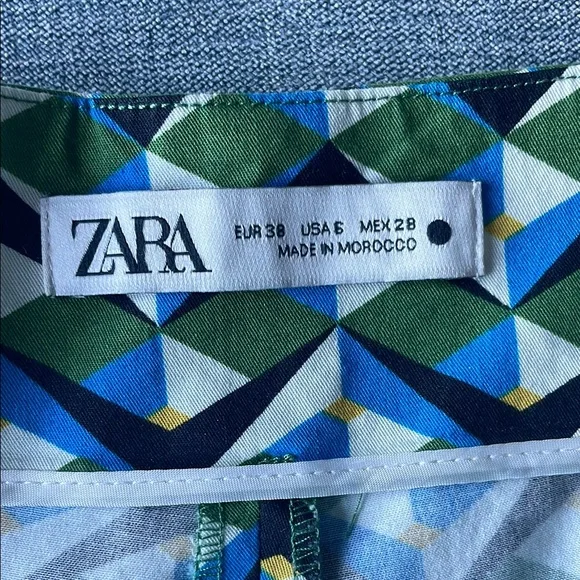 ZARA
EUR 38 USA 6 MEX 28
MADE IN MOROCCO